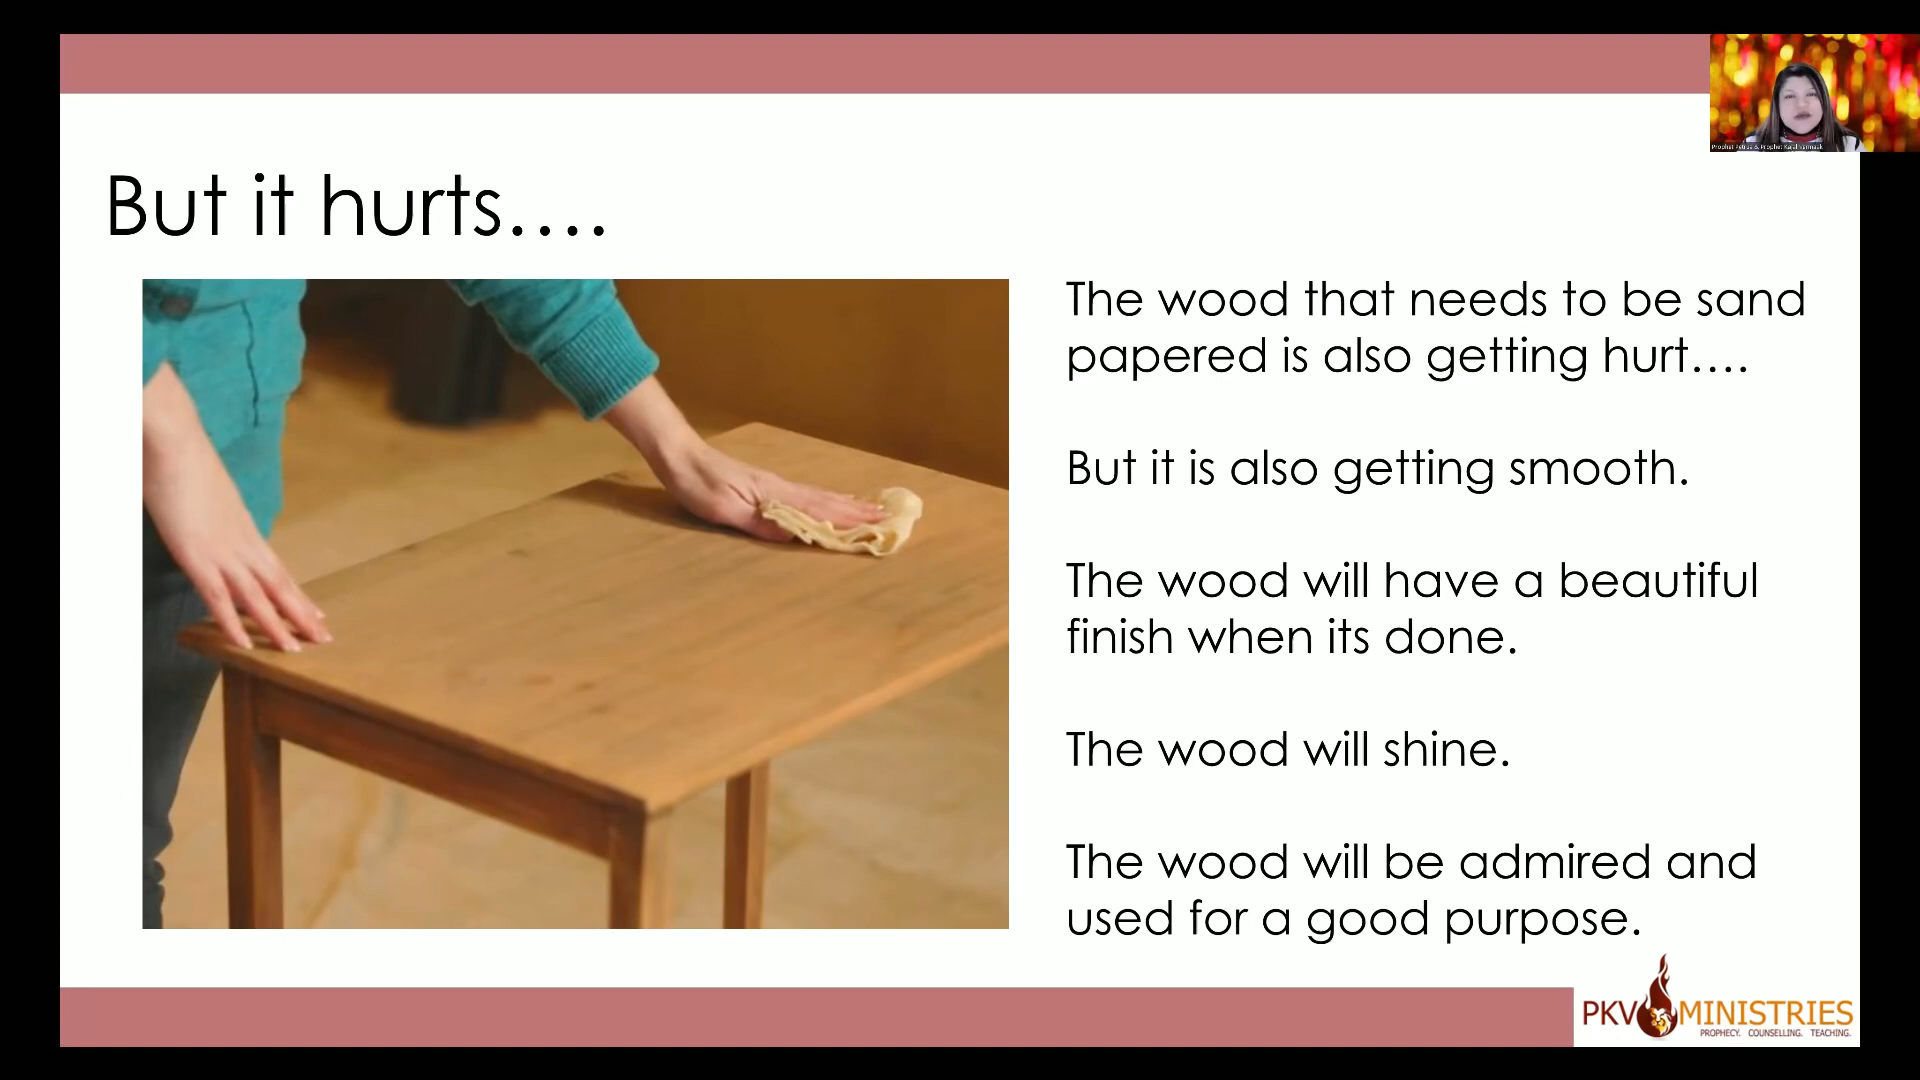 But it hurts....
The wood that needs to be sand
papered is also getting hurt....
But it is also getting smooth.
The wood will have a beautiful
finish when its done.
The wood will shine.
The wood will be admired and
used for a good purpose.
PKV MINISTRIES
PROPHECY. COUNSELLING. TEACHING.